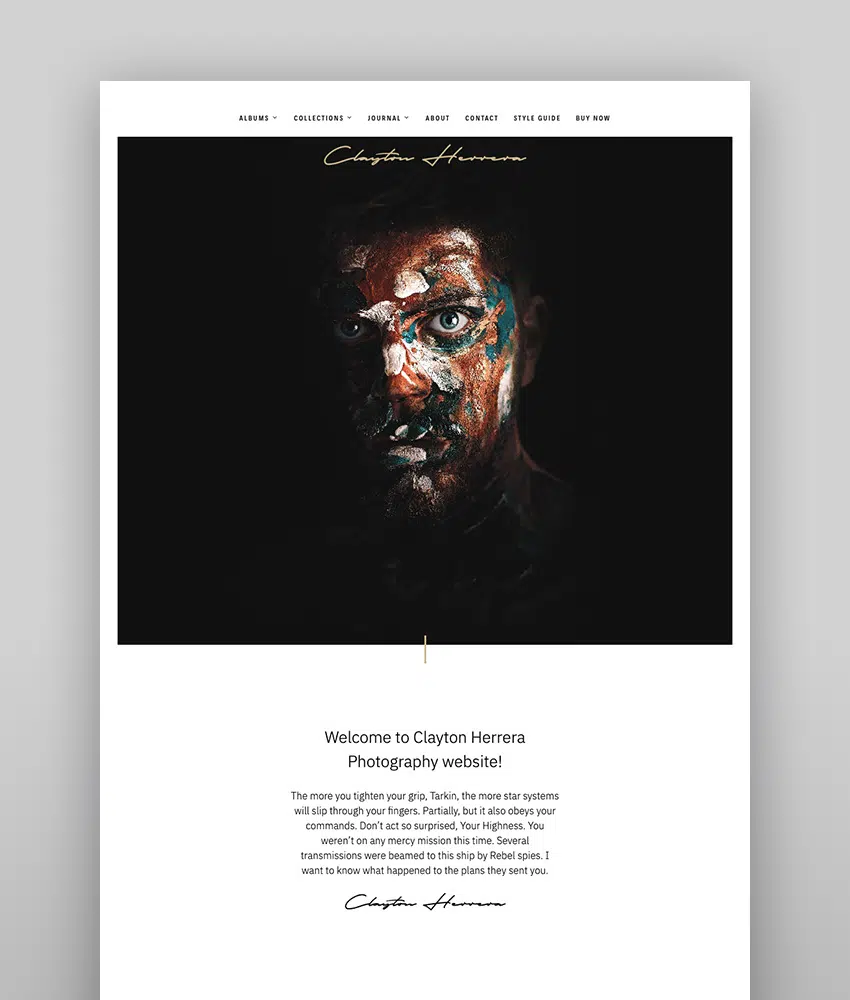 ALBUMS COLLECTIONS JOURNAL ABOUT CONTACT STYLE GUIDE BUY NOW
Clayton Herrera
Welcome to Clayton Herrera
Photography website!
The more you tighten your grip, Tarkin, the more star systems
will slip through your fingers. Partially, but it also obeys your
commands. Don't act so surprised, Your Highness. You
weren't on any mercy mission this time. Several
transmissions were beamed to this ship by Rebel spies. I
want to know what happened to the plans they sent you.
Clayton Herrera